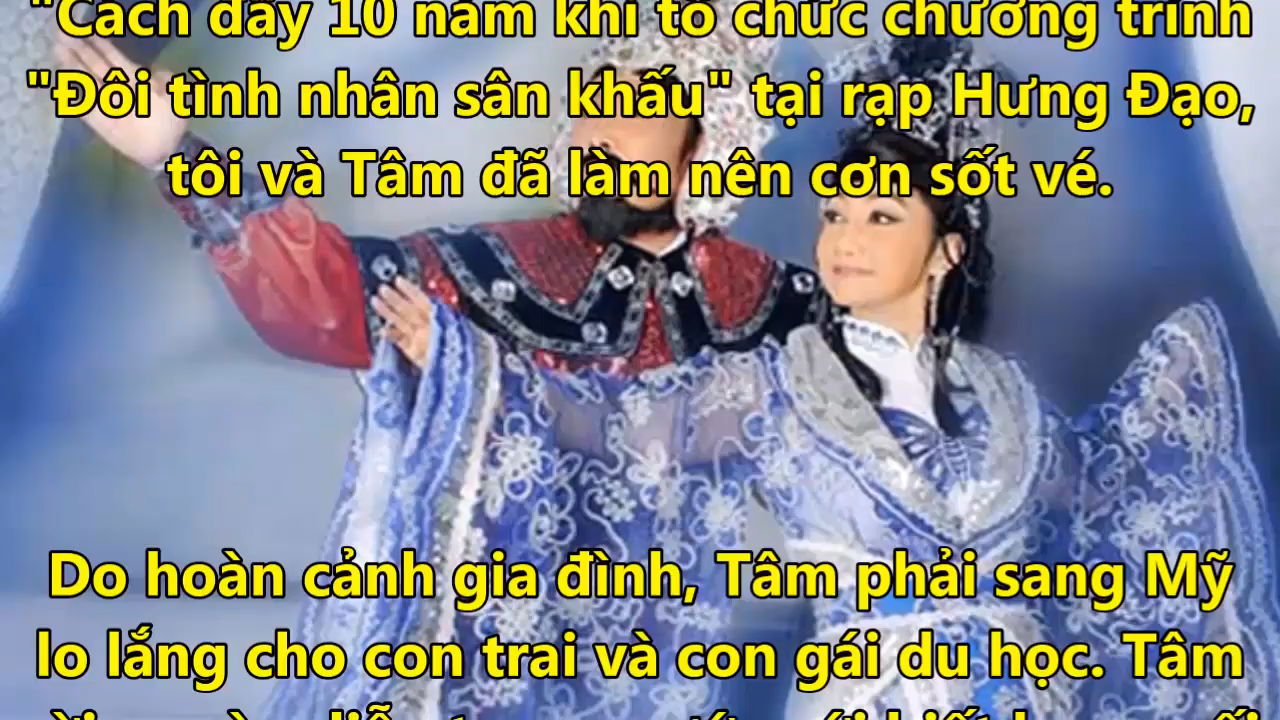 "Cách đây 10 năm khi tổ chức chương trình
"Đôi tình nhân sân khấu" tại rạp Hưng Đạo,
tôi và Tâm đã làm nên cơn sốt vé.
Do hoàn cảnh gia đình, Tâm phải sang Mỹ
lo lắng cho con trai và con gái du học. Tâm